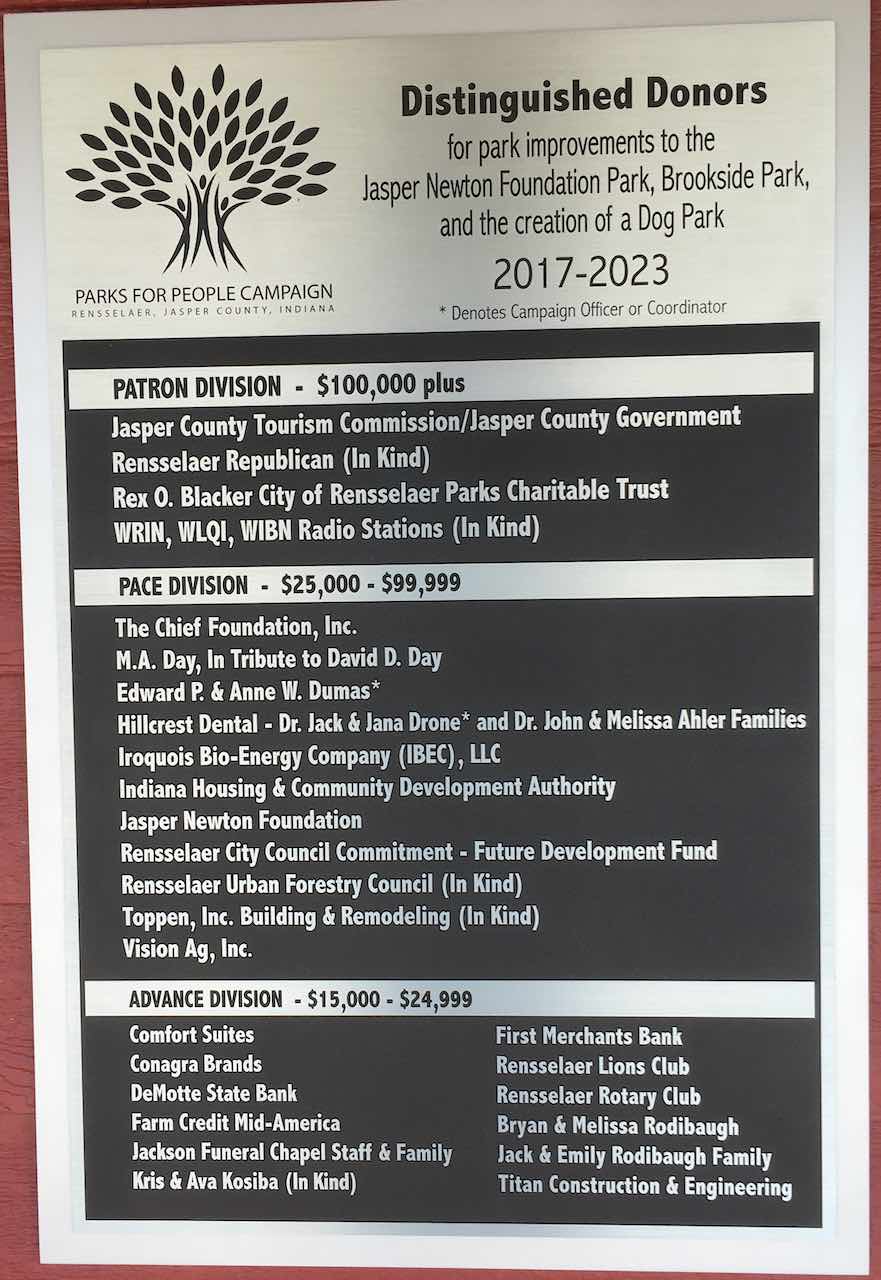 Distinguished Donors
for park improvements to the
Jasper Newton Foundation Park, Brookside Park,
and the creation of a Dog Park
2017-2023
* Denotes Campaign Officer or Coordinator
PARKS FOR PEOPLE CAMPAIGN
RENSSELAER, JASPER COUNTY, INDIANA
PATRON DIVISION - $100,000 plus
Jasper County Tourism Commission/Jasper County Government
Rensselaer Republican (In Kind)
Rex O. Blacker City of Rensselaer Parks Charitable Trust
WRIN, WLQI, WIBN Radio Stations (In Kind)
PACE DIVISION - $25,000 - $99,999
The Chief Foundation, Inc.
M.A. Day, In Tribute to David D. Day
Edward P. & Anne W. Dumas*
Hillcrest Dental - Dr. Jack & Jana Drone* and Dr. John & Melissa Ahler Families
Iroquois Bio-Energy Company (IBEC), LLC
Indiana Housing & Community Development Authority
Jasper Newton Foundation
Rensselaer City Council Commitment - Future Development Fund
Rensselaer Urban Forestry Council (In Kind)
Toppen, Inc. Building & Remodeling (In Kind)
Vision Ag, Inc.
ADVANCE DIVISION - $15,000 - $24,999
Comfort Suites
Conagra Brands
DeMotte State Bank
Farm Credit Mid-America
Jackson Funeral Chapel Staff & Family
Kris & Ava Kosiba (In Kind)
First Merchants Bank
Rensselaer Lions Club
Rensselaer Rotary Club
Bryan & Melissa Rodibaugh
Jack & Emily Rodibaugh Family
Titan Construction & Engineering